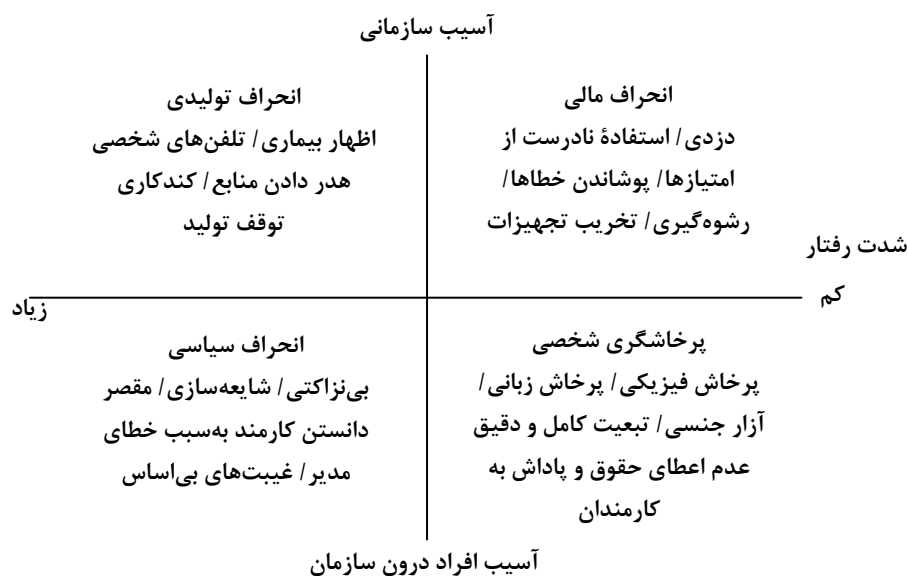 آسیب سازمانی
انحراف مالی
دزدی/ استفادهٔ نادرست از
امتیازها/ پوشاندن خطاها/
رشوه‌گیری/ تخریب تجهیزات
انحراف تولیدی
اظهار بیماری/ تلفن‌های شخصی
هدر دادن منابع/ کندکاری
توقف تولید
شدت رفتار
کم
زیاد
پرخاشگری شخصی
پرخاش فیزیکی/ پرخاش زبانی/
آزار جنسی/ تبعیت کامل و دقیق
عدم اعطای حقوق و پاداش به
کارمندان
انحراف سیاسی
بی‌نزاکتی/ شایعه‌سازی/ مقصر
دانستن کارمند به‌سبب خطای
مدیر/ غیبت‌های بی‌اساس
آسیب افراد درون سازمان